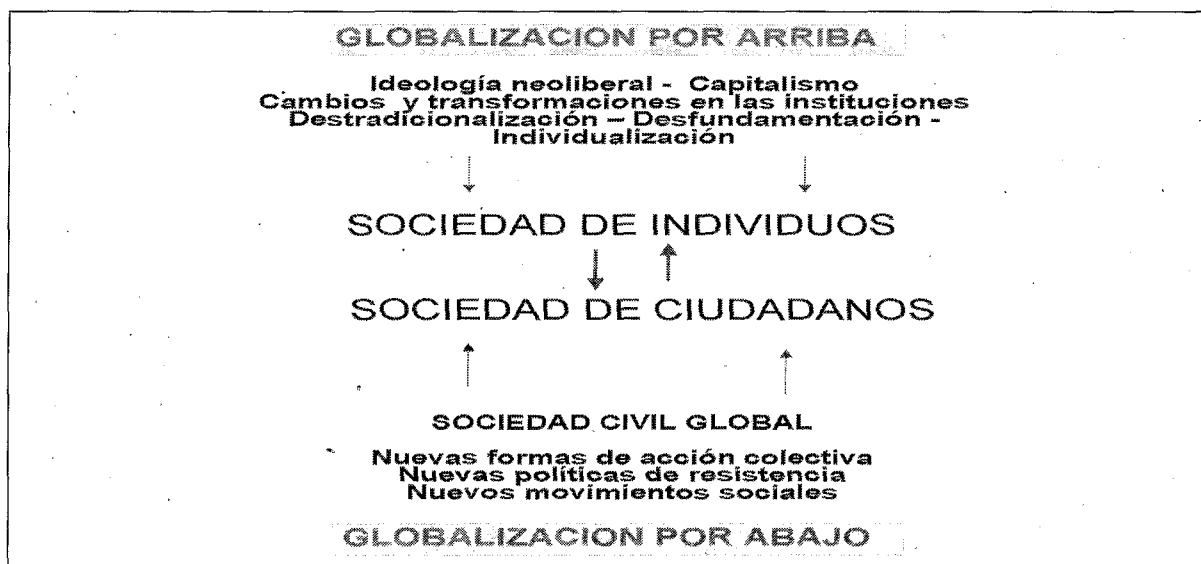 GLOBALIZACION POR ARRIBA
Ideología neoliberal - Capitalismo
Cambios y transformaciones en las instituciones
Destradicionalización – Desfundamentación -
Individualización
SOCIEDAD DE INDIVIDUOS
SOCIEDAD DE CIUDADANOS
SOCIEDAD CIVIL GLOBAL
Nuevas formas de acción colectiva
Nuevas políticas de resistencia
Nuevos movimientos sociales
GLOBALIZACION POR ABAJO